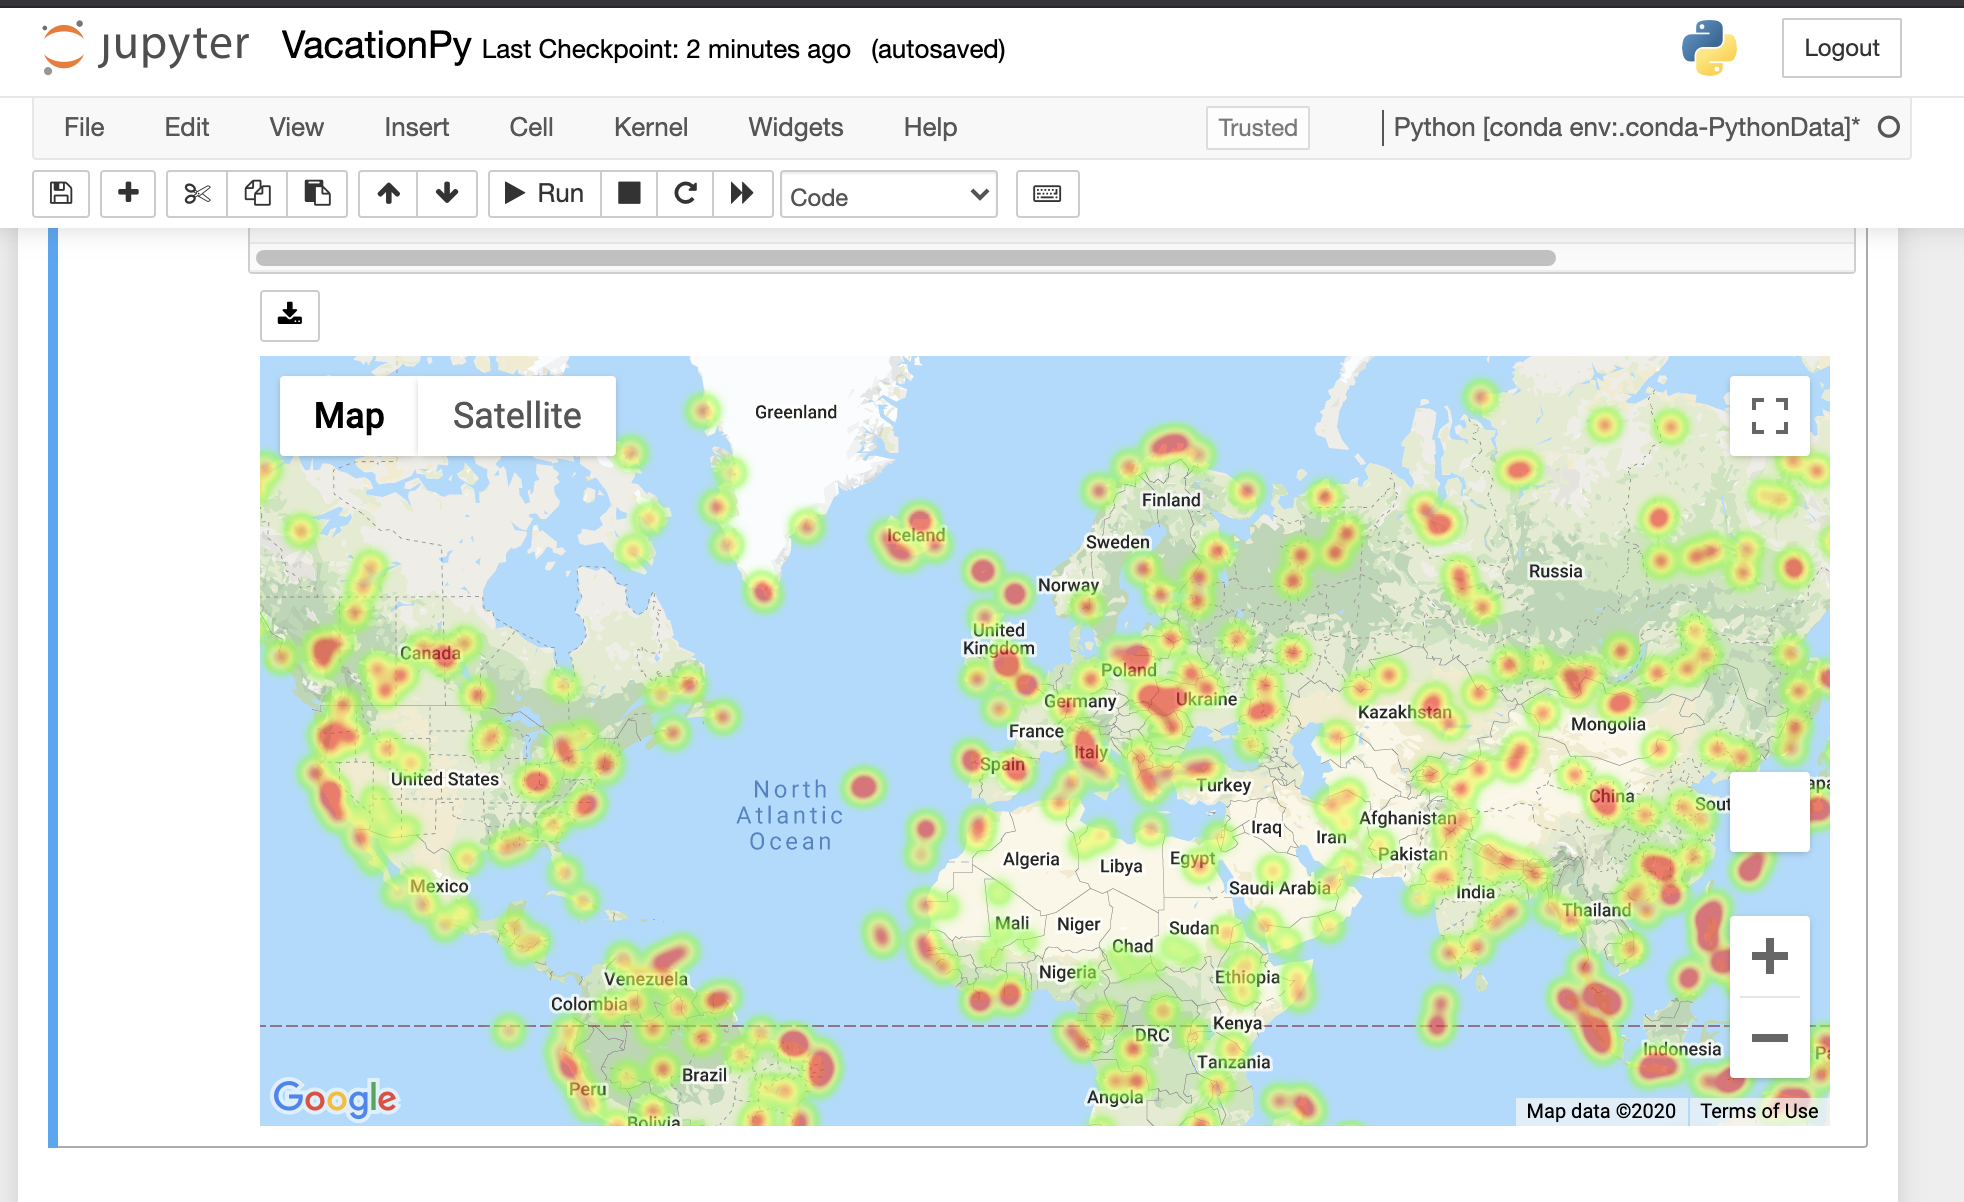 jupyter VacationPy Last Checkpoint: 2 minutes ago (autosaved)
Logout
File Edit View Insert Cell Kernel Widgets Help
Trusted
Python [conda env:.conda-PythonData]*
Run
Code
Map Satellite
Greenland
Finland
Iceland
Sweden
Norway
Russia
United
Kingdom
Canada
Poland
Germany
Ukraine
Kazakhstan
Mongolia
France
Italy
Spain
United States
Turkey
North
Atlantic
Ocean
China
Sout
apa
Afghanistan
Iraq
Iran
Algeria
Libya
Egypt
Pakistan
Mexico
Saudi Arabia
India
Thailand
Mali
Niger
Sudan
Chad
Nigeria
Ethiopia
Venezuela
Colombia
Kenya
DRC
Indonesia
Pa
Tanzania
Brazil
Peru
Angola
Bolivia
Google
Map data ©2020
Terms of Use